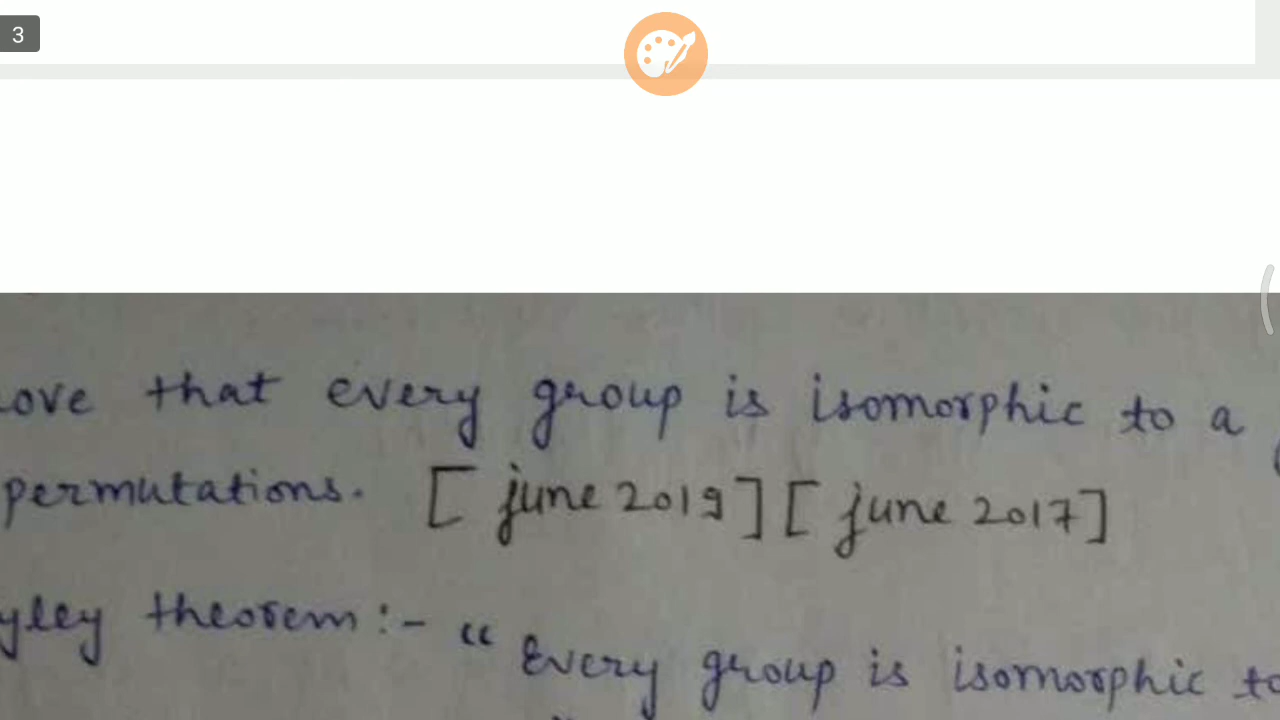 3
ove that every group is isomorphic to a
permutations. [ june 2019] [ june 2017]
yley theorem :- "Every group is isomorphic to